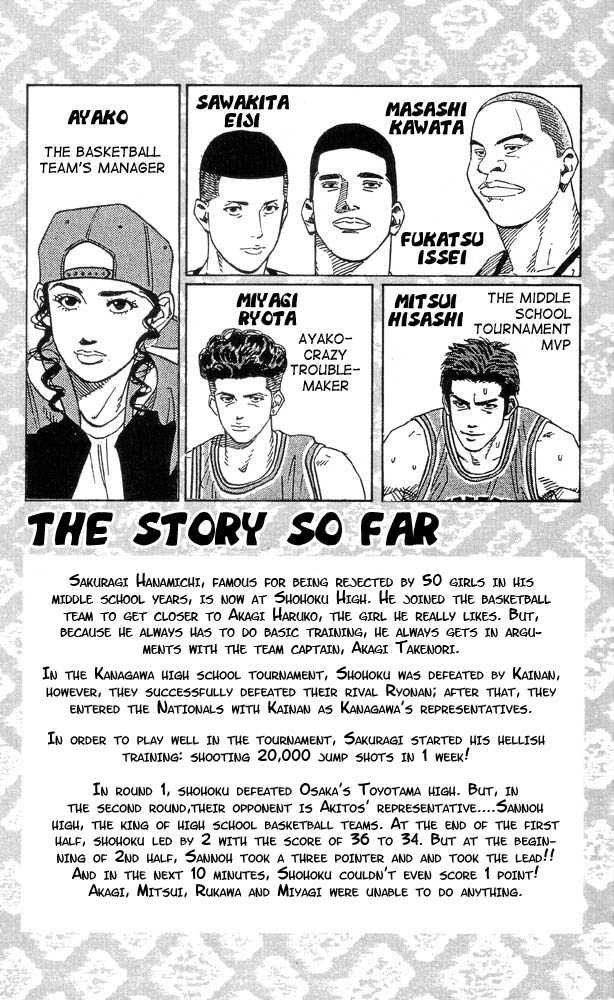 AYAKO
THE BASKETBALL
TEAM'S MANAGER
SAWAKITA
EIJI
MASASHI
KAWATA
FUKATSU
ISSEI
MIYAGI
RYOTA
AYAKO-
CRAZY
TROUBLE-
MAKER
MITSUI
HISASHI
THE MIDDLE
SCHOOL
TOURNAMENT
MVP
THE STORY SO FAR
SAKURAGI HANAMICHI, FAMOUS FOR BEING REJECTED BY 50 GIRLS IN HIS
MIDDLE SCHOOL YEARS, IS NOW AT SHOHOKU HIGH. HE JOINED THE BASKETBALL
TEAM TO GET CLOSER TO AKAGI HARUKO, THE GIRL HE REALLY LIKES. BUT,
BECAUSE HE ALWAYS HAS TO DO BASIC TRAINING, HE ALWAYS GETS IN ARGU-
MENTS WITH THE TEAM CAPTAIN, AKAGI TAKENORI.
IN THE KANAGAWA HIGH SCHOOL TOURNAMENT, SHOHOKU WAS DEFEATED BY KAINAN,
HOWEVER, THEY SUCCESSFULLY DEFEATED THEIR RIVAL RYONAN; AFTER THAT, THEY
ENTERED THE NATIONALS WITH KAINAN AS KANAGAWA'S REPRESENTATIVES.
IN ORDER TO PLAY WELL IN THE TOURNAMENT, SAKURAGI STARTED HIS HELLISH
TRAINING: SHOOTING 20,000 JUMP SHOTS IN 1 WEEK!
IN ROUND 1, SHOHOKU DEFEATED OSAKA'S TOYOTAMA HIGH. BUT, IN
THE SECOND ROUND,THEIR OPPONENT IS AKITOS' REPRESENTATIVE....SANNOH
HIGH, THE KING OF HIGH SCHOOL BASKETBALL TEAMS. AT THE END OF THE FIRST
HALF, SHOHOKU LED BY 2 WITH THE SCORE OF 36 TO 34. BUT AT THE BEGIN-
NING OF 2ND HALF, SANNOH TOOK A THREE POINTER AND AND TOOK THE LEAD!!
AND IN THE NEXT 10 MINUTES, SHOHOKU COULDN'T EVEN SCORE 1 POINT!
AKAGI, MITSUI, RUKAWA AND MIYAGI WERE UNABLE TO DO ANYTHING.